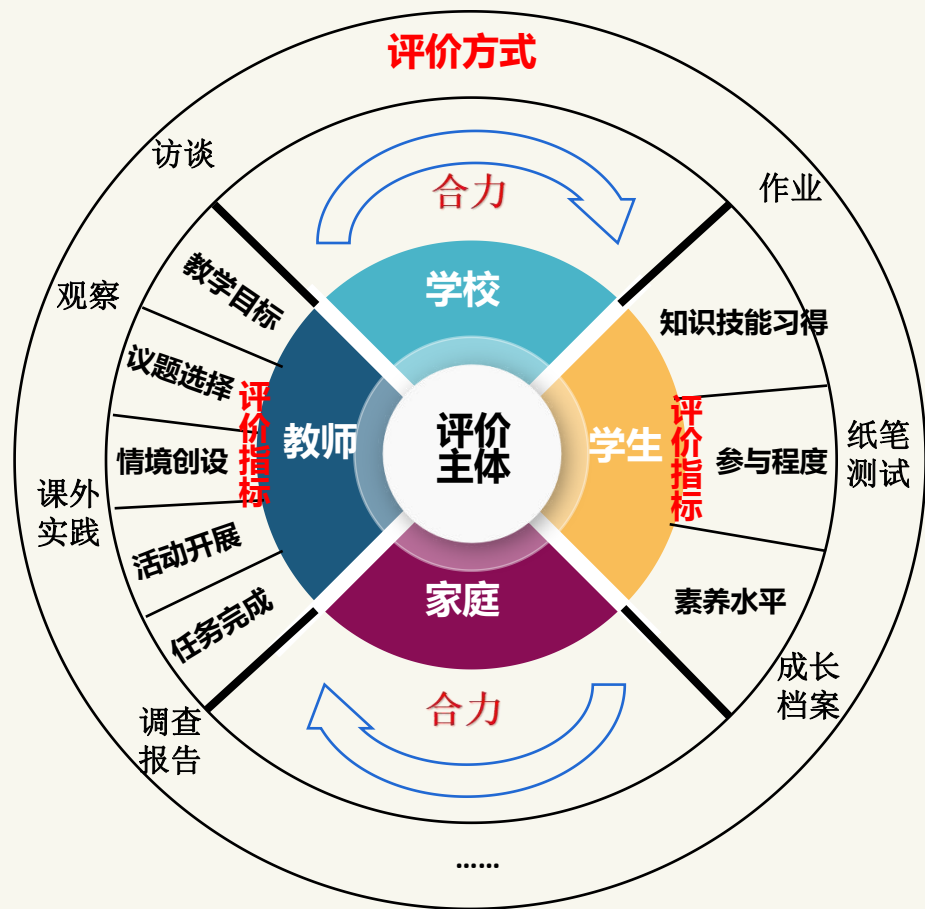 评价方式
访谈
作业
合力
观察
教学目标
学校
知识技能习得
议题选择
评价指标
教师
评价
主体
学生
评价指标
纸笔
测试
情境创设
参与程度
课外
实践
活动开展
家庭
素养水平
任务完成
成长
档案
调查
报告
合力
......